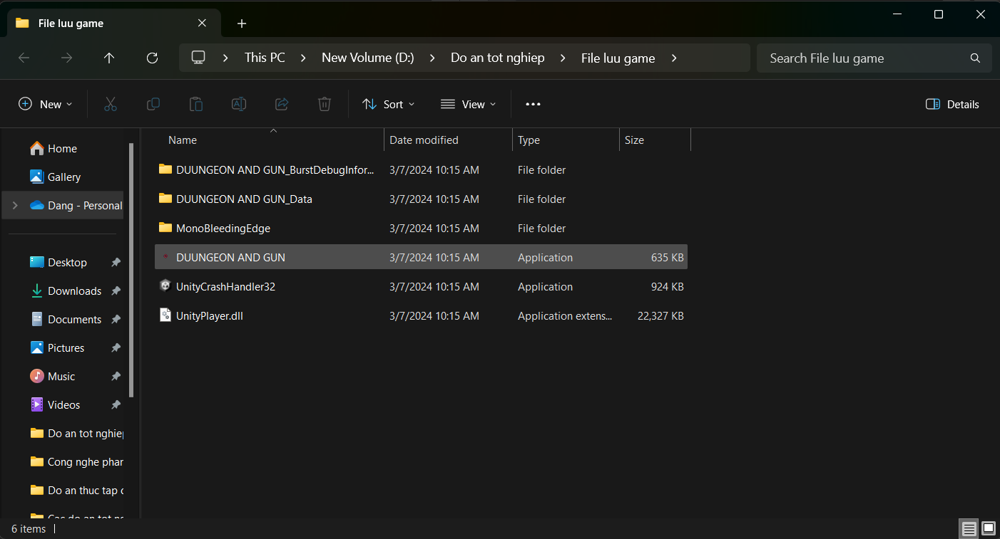 File luu game
This PC New Volume (D:) Do an tot nghiep File luu game Search File luu game
New Sort View Details
Name Date modified Type Size
Home
Gallery
Dang - Personal
Desktop
Downloads
Documents
Pictures
Music
Videos
Do an tot nghiep
Cong nghe phan
Do an thuc tap
DUUNGEON AND GUN_BurstDebugInfor... 3/7/2024 10:15 AM File folder
DUUNGEON AND GUN_Data 3/7/2024 10:15 AM File folder
MonoBleedingEdge 3/7/2024 10:15 AM File folder
DUUNGEON AND GUN 3/7/2024 10:15 AM Application 635 KB
UnityCrashHandler32 3/7/2024 10:15 AM Application 924 KB
UnityPlayer.dll 3/7/2024 10:15 AM Application extens... 22,327 KB
6 items